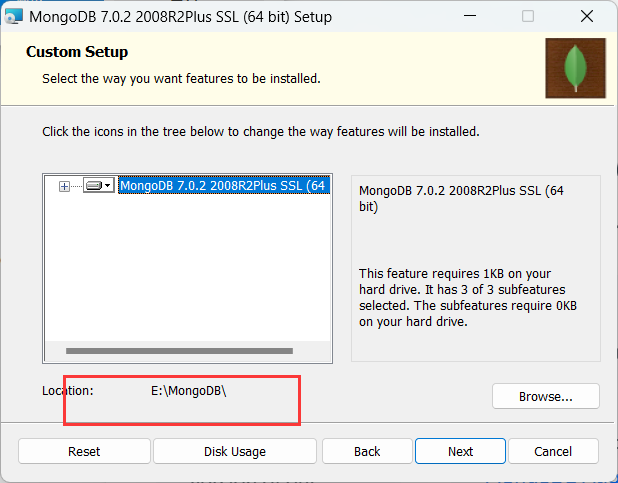 MongoDB 7.0.2 2008R2Plus SSL (64 bit) Setup
Custom Setup
Select the way you want features to be installed.
Click the icons in the tree below to change the way features will be installed.
MongoDB 7.0.2 2008R2Plus SSL (64
MongoDB 7.0.2 2008R2Plus SSL (64
bit)
This feature requires 1KB on your
hard drive. It has 3 of 3 subfeatures
selected. The subfeatures require 0KB
on your hard drive.
Location: E:\MongoDB\
Browse...
Reset Disk Usage Back Next Cancel